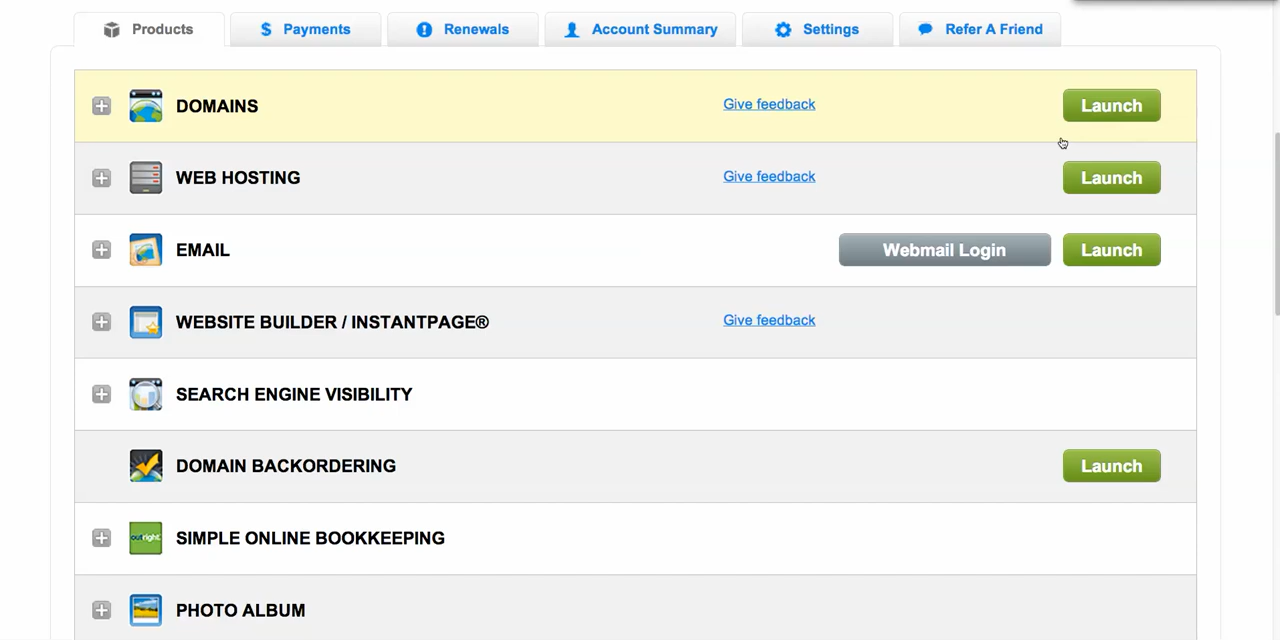 Products
Payments
Renewals
Account Summary
Settings
Refer A Friend
DOMAINS
Give feedback
Launch
WEB HOSTING
Give feedback
Launch
EMAIL
Webmail Login
Launch
WEBSITE BUILDER / INSTANTPAGE®
Give feedback
SEARCH ENGINE VISIBILITY
DOMAIN BACKORDERING
Launch
outright
SIMPLE ONLINE BOOKKEEPING
PHOTO ALBUM